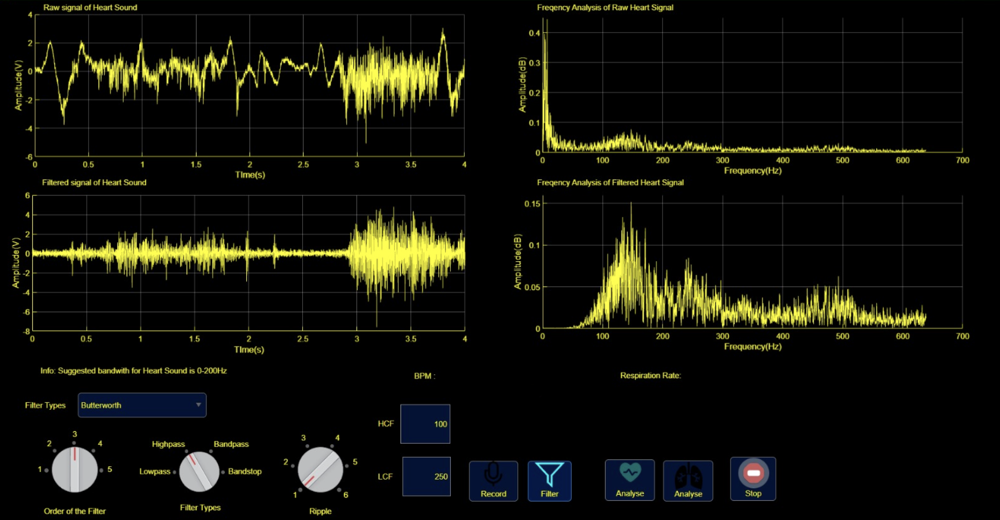 Raw signal of Heart Sound
4
2
0
-2
-4
-6
Amplitude(V)
0 0.5 1 1.5 2 2.5 3 3.5 4
TIme(s)
Freqency Analysis of Raw Heart Signal
0.4
0.3
0.2
0.1
0
Amplitude(dB)
0 100 200 300 400 500 600 700
Frequency(Hz)
Filtered signal of Heart Sound
6
4
2
0
-2
-4
-6
-8
Amplitude(V)
0 0.5 1 1.5 2 2.5 3 3.5 4
TIme(s)
Freqency Analysis of Filtered Heart Signal
0.15
0.1
0.05
0
Amplitude(dB)
0 100 200 300 400 500 600 700
Frequency(Hz)
Info: Suggested bandwith for Heart Sound is 0-200Hz
BPM :
Respiration Rate:
Filter Types
Butterworth
1 2 3 4 5
Order of the Filter
Lowpass Highpass Bandpass Bandstop
Filter Types
1 2 3 4 5 6
Ripple
HCF 100
LCF 250
Record
Filter
Analyse
Analyse
Stop